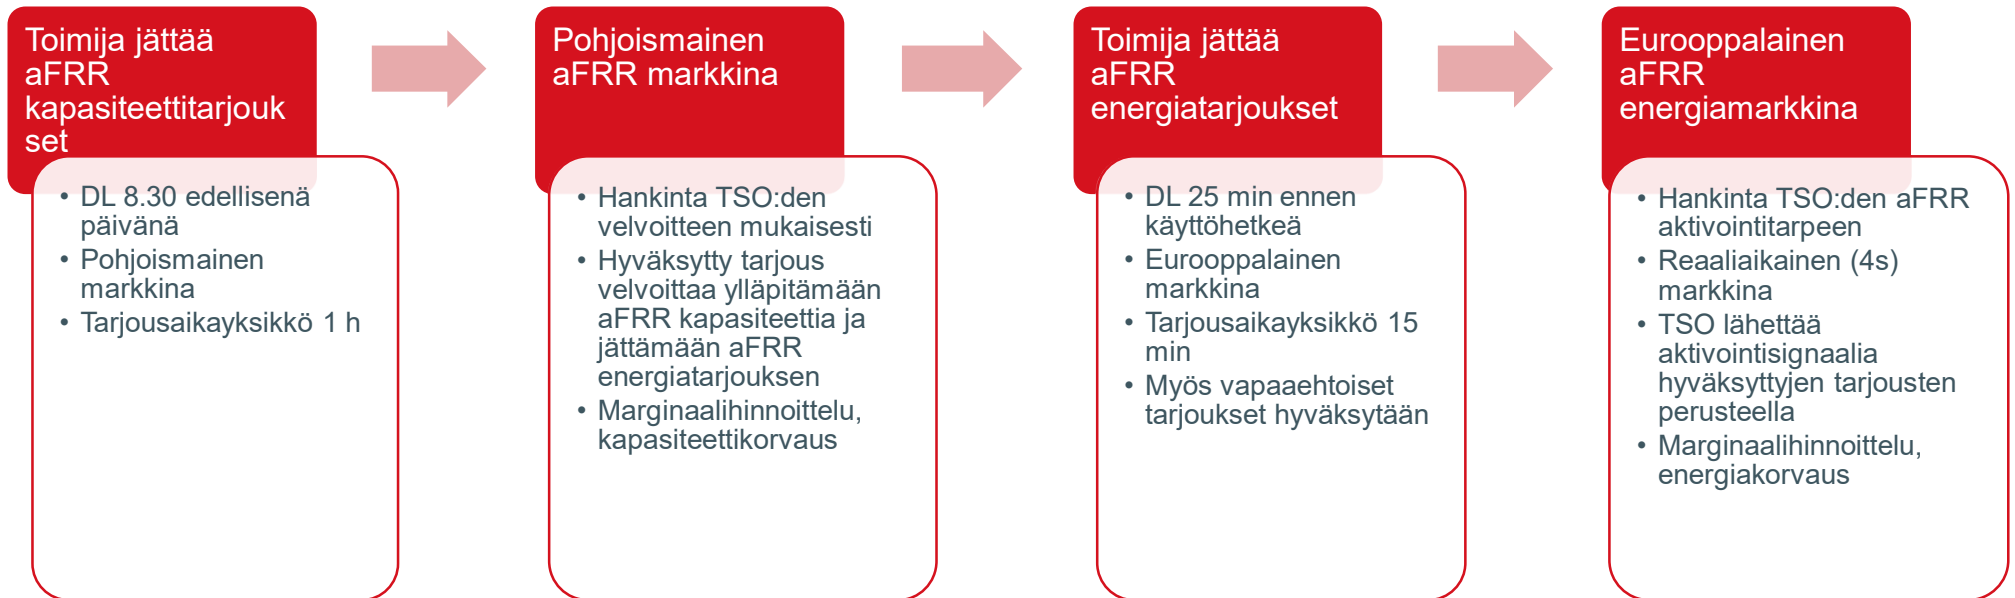 Toimija jättää
aFRR
kapasiteettitarjouk
set
• DL 8.30 edellisenä
päivänä
• Pohjoismainen
markkina
• Tarjousaikayksikkö 1 h
Pohjoismainen
aFRR markkina
• Hankinta TSO:den
velvoitteen mukaisesti
• Hyväksytty tarjous
velvoittaa ylläpitämään
aFRR kapasiteettia ja
jättämään aFRR
energiatarjouksen
• Marginaalihinnoittelu,
kapasiteettikorvaus
Toimija jättää
aFRR
energiatarjoukset
• DL 25 min ennen
käyttöhetkeä
• Eurooppalainen
markkina
• Tarjousaikayksikkö 15
min
• Myös vapaaehtoiset
tarjoukset hyväksytään
Eurooppalainen
aFRR
energiamarkkina
• Hankinta TSO:den aFRR
aktivointitarpeen
• Reaaliaikainen (4s)
markkina
• TSO lähettää
aktivointisignaalia
hyväksyttyjen tarjousten
perusteella
• Marginaalihinnoittelu,
energiakorvaus